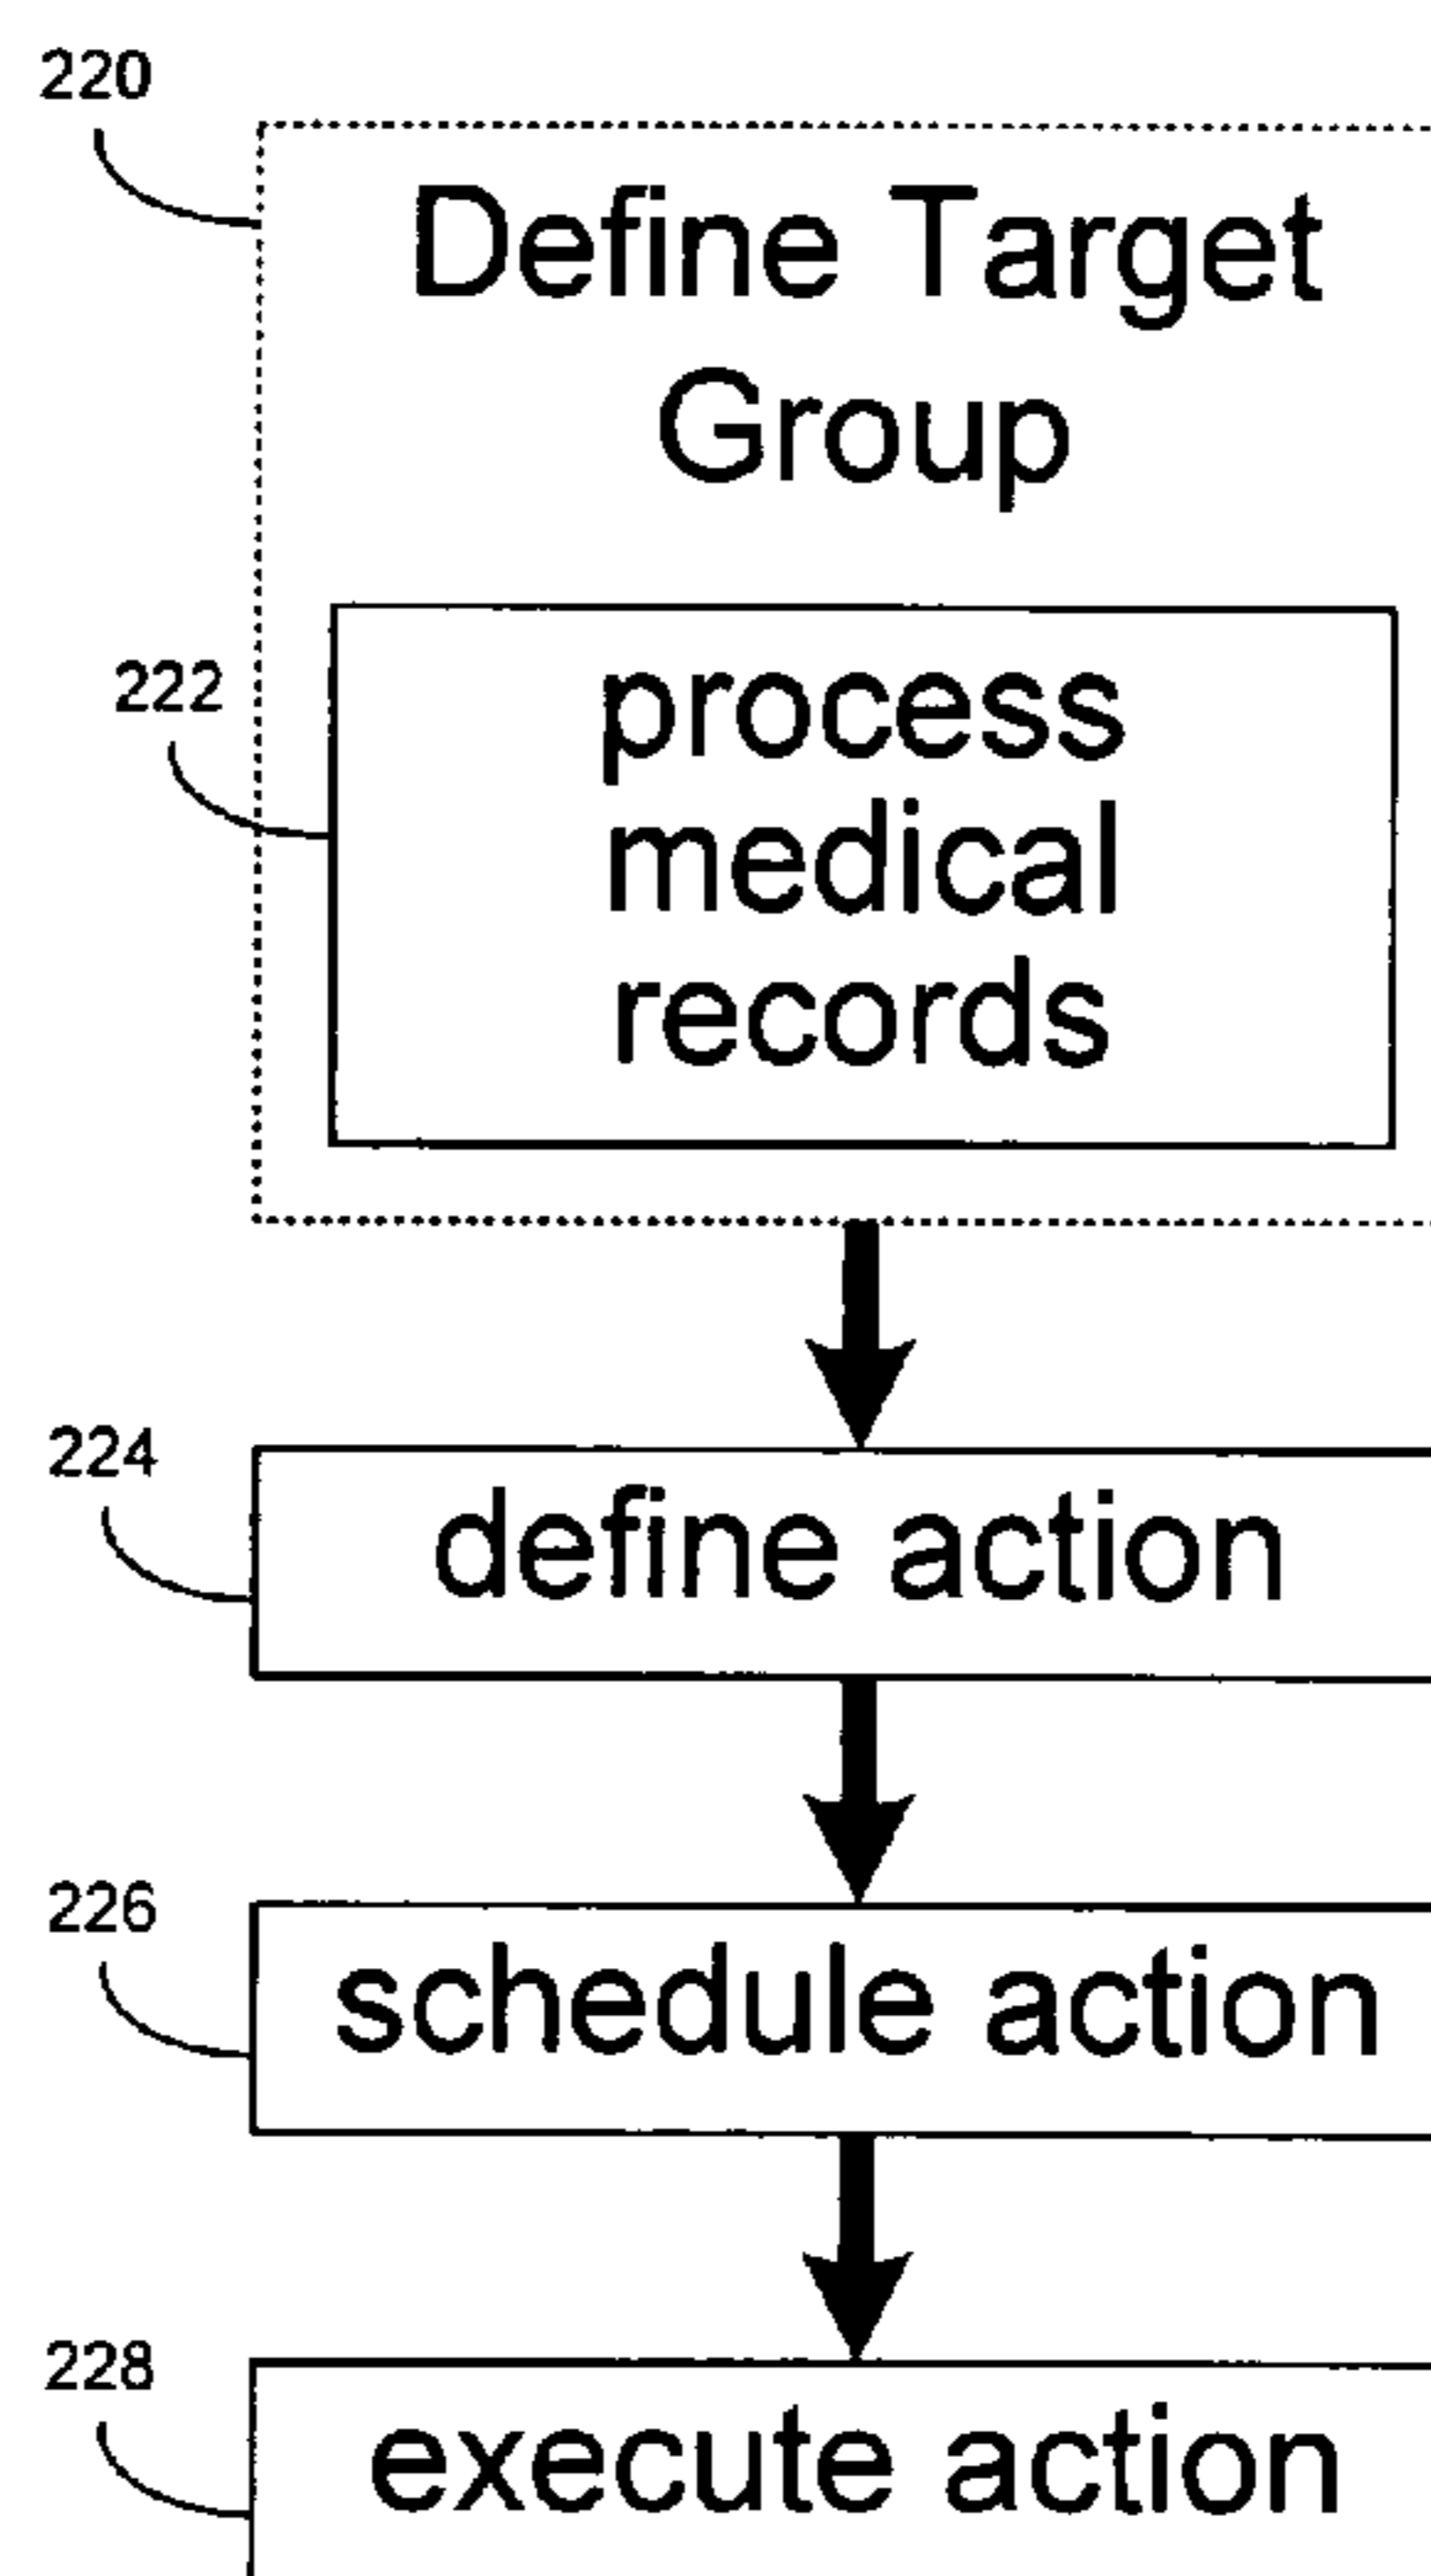 220
Define Target
Group
222
process
medical
records
224
define action
226
schedule action
228
execute action